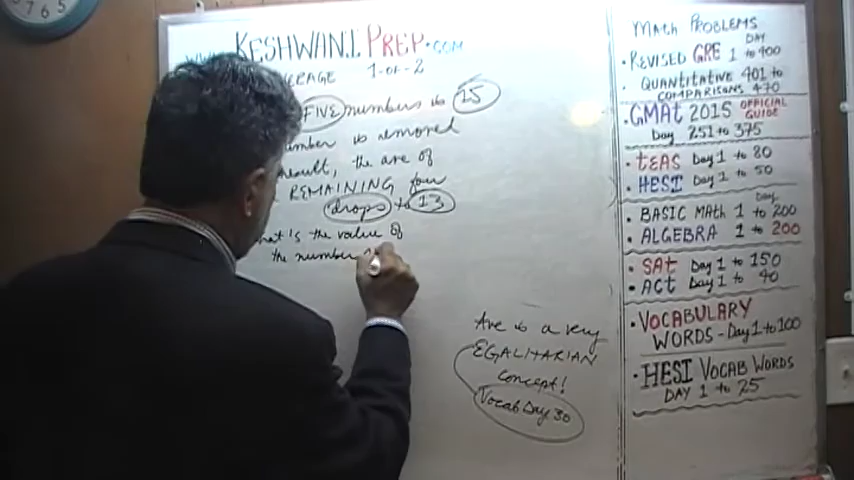 7 6 5
KESHWANI PREP.COM
1-OF-2
FIVE numbers is 15
is removed
result, the ave of
REMAINING four
drops to 13
What is the value of
the number
Ave is a very
EGALITARIAN
concept!
Vocab Day 30
MATH PROBLEMS
• REVISED GRE DAY 1 to 400
• QUANTITATIVE 401 to
COMPARISONS 470
• GMAT 2015 OFFICIAL GUIDE
Day 251 to 375
• TEAS Day 1 to 80
• HESI Day 1 to 50
Day
• BASIC MATH 1 to 200
• ALGEBRA 1 to 200
• SAT Day 1 to 150
• ACT Day 1 to 40
• VOCABULARY
WORDS - Day 1 to 100
• HESI VOCAB WORDS
DAY 1 to 25